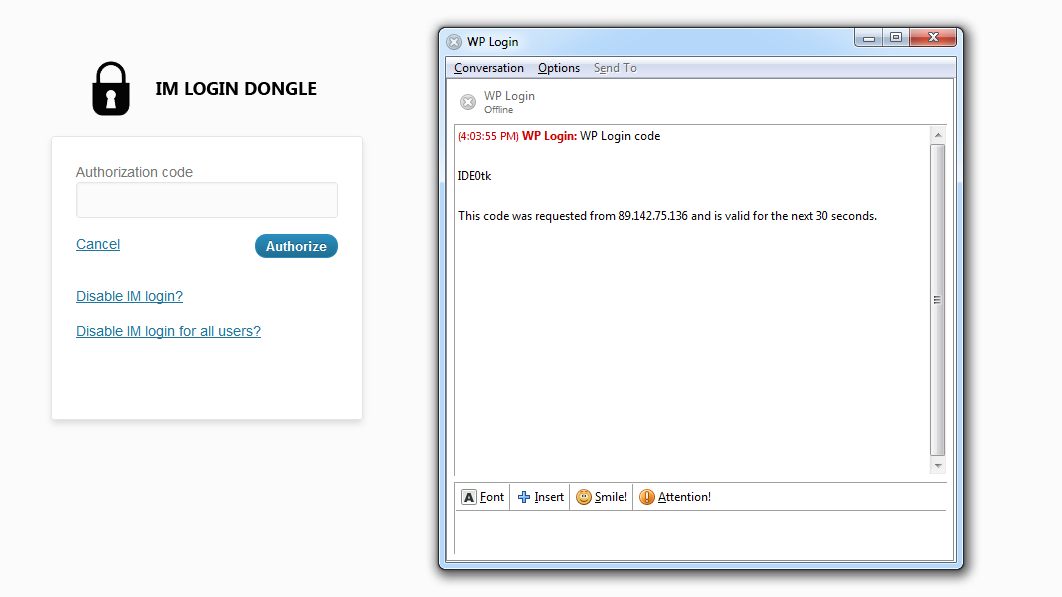 IM LOGIN DONGLE
Authorization code
Cancel
Authorize
Disable IM login?
Disable IM login for all users?
WP Login
Conversation Options Send To
WP Login
Offline
(4:03:55 PM) WP Login: WP Login code
IDE0tk
This code was requested from 89.142.75.136 and is valid for the next 30 seconds.
A Font Insert Smile! Attention!